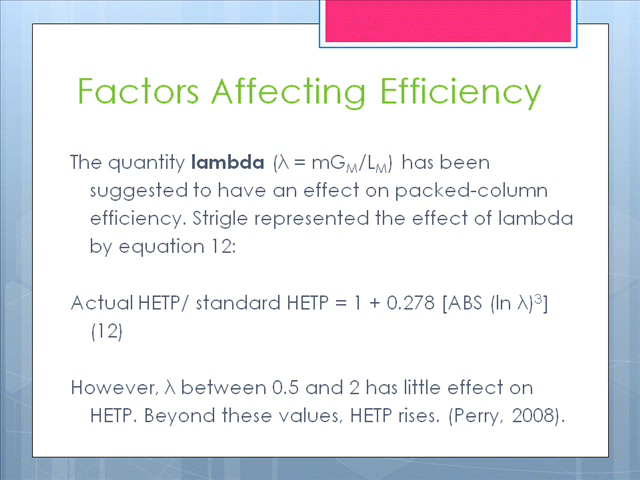 Factors Affecting Efficiency
The quantity lambda (λ = mG_M/L_M) has been
suggested to have an effect on packed-column
efficiency. Strigle represented the effect of lambda
by equation 12:
Actual HETP/ standard HETP = 1 + 0.278 [ABS (ln λ)³]
(12)
However, λ between 0.5 and 2 has little effect on
HETP. Beyond these values, HETP rises. (Perry, 2008).